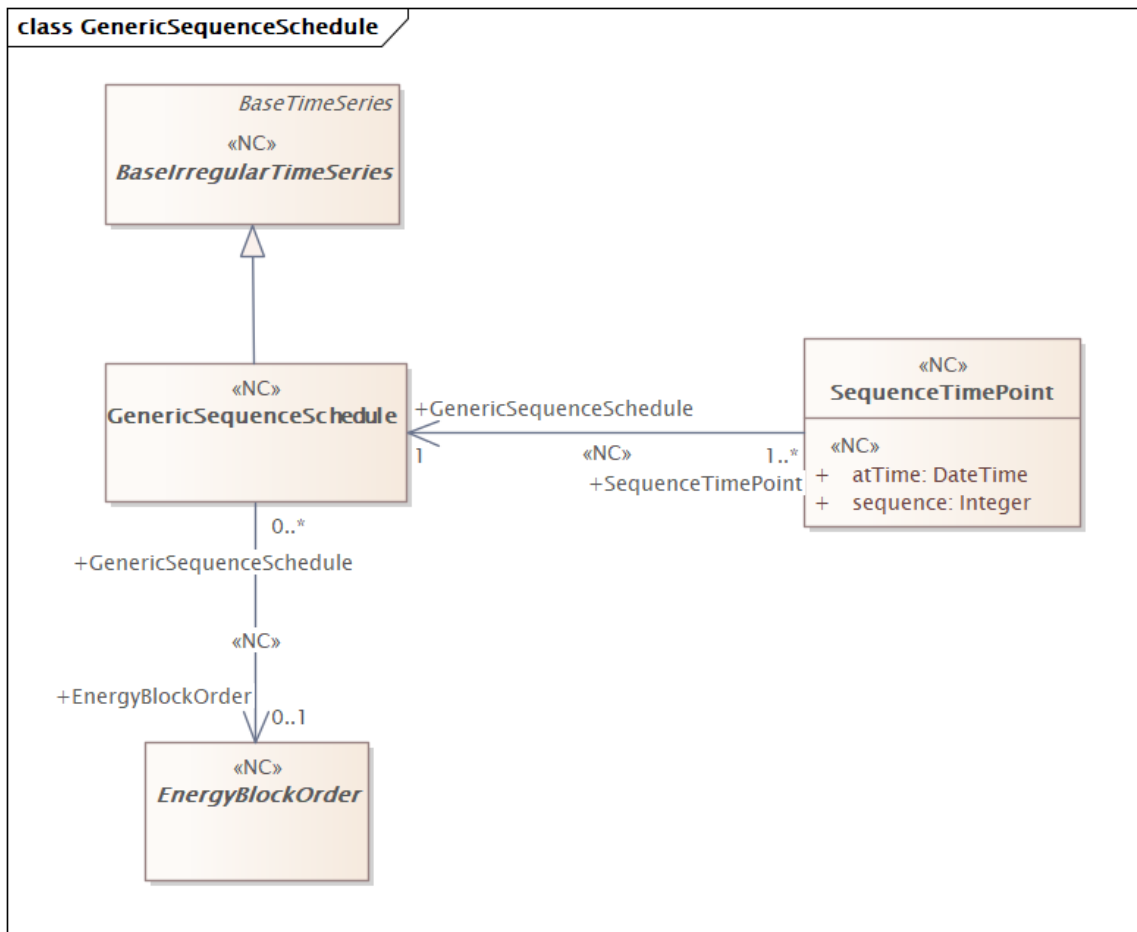 class GenericSequenceSchedule
BaseTimeSeries
«NC»
BaseIrregularTimeSeries
«NC»
GenericSequenceSchedule
+GenericSequenceSchedule
1
«NC»
1..*
+SequenceTimePoint
«NC»
SequenceTimePoint
«NC»
+ atTime: DateTime
+ sequence: Integer
0..*
+GenericSequenceSchedule
«NC»
+EnergyBlockOrder
0..1
«NC»
EnergyBlockOrder